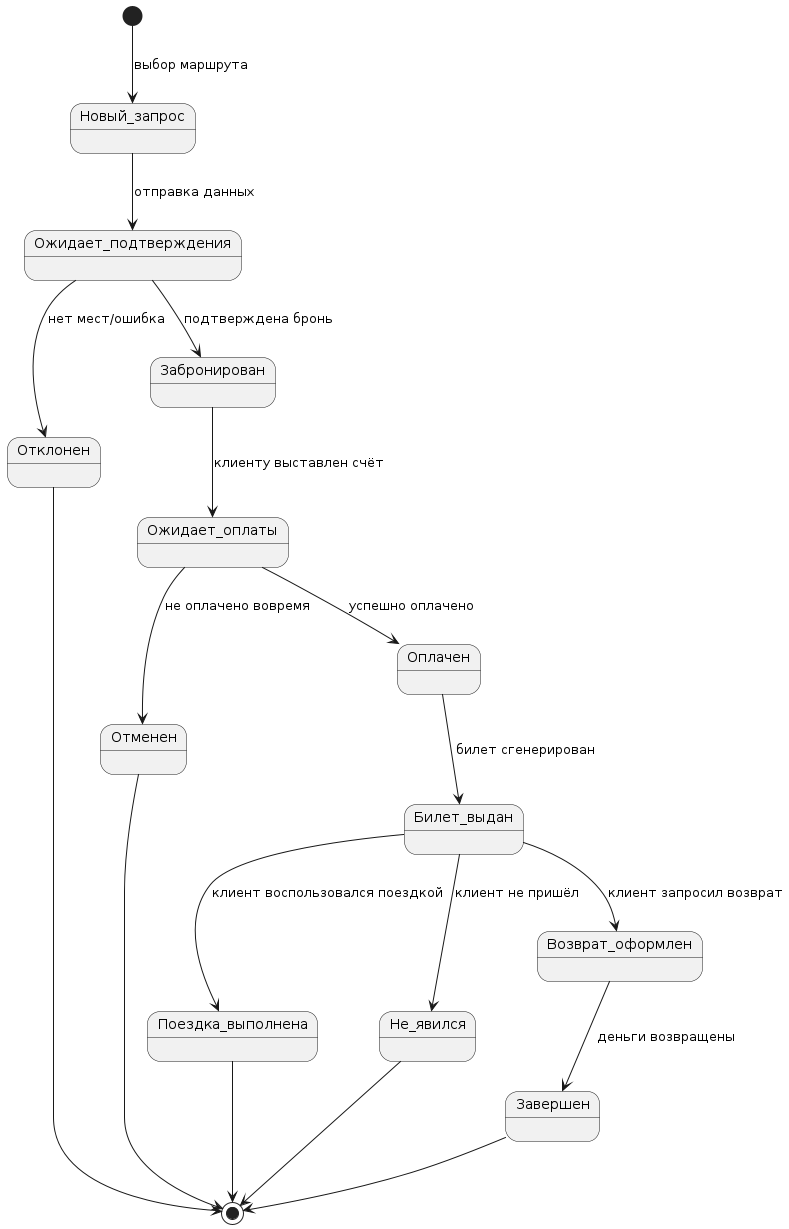 выбор маршрута
Новый_запрос
отправка данных
Ожидает_подтверждения
нет мест/ошибка
подтверждена бронь
Забронирован
Отклонен
клиенту выставлен счёт
Ожидает_оплаты
не оплачено вовремя
успешно оплачено
Оплачен
Отменен
билет сгенерирован
Билет_выдан
клиент воспользовался поездкой
клиент не пришёл
клиент запросил возврат
Возврат_оформлен
Поездка_выполнена
Не_явился
деньги возвращены
Завершен